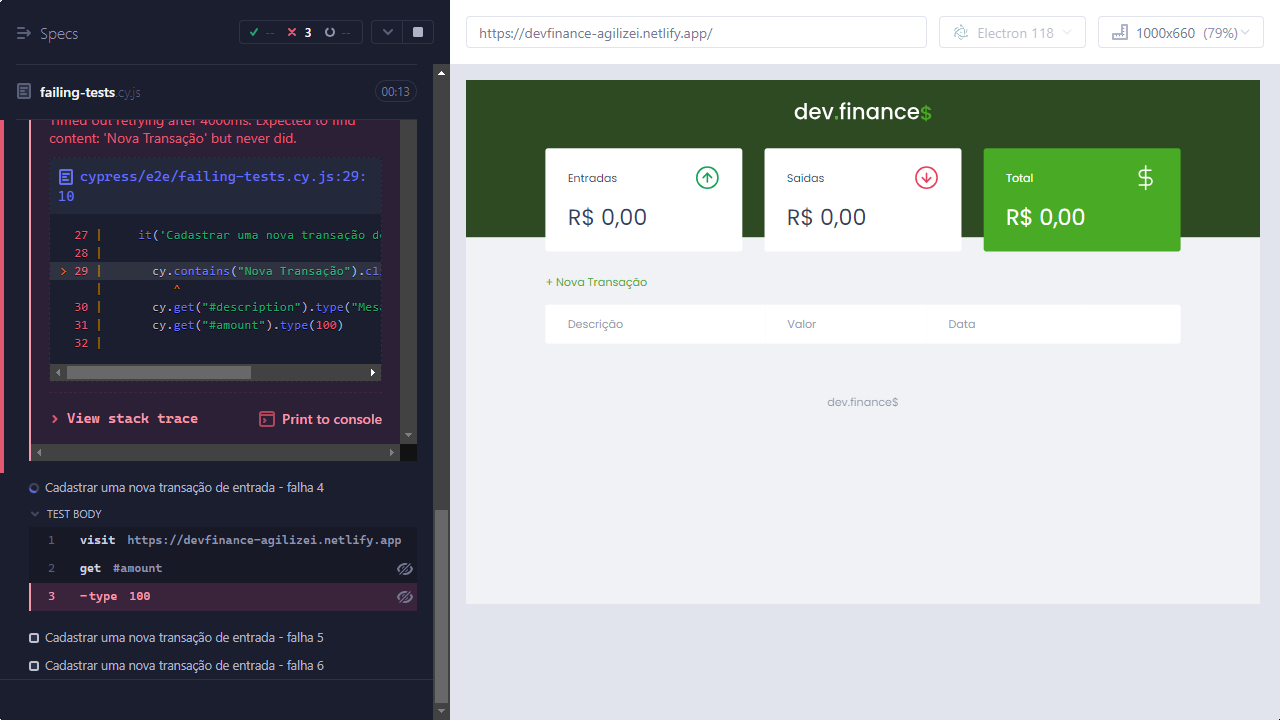 Specs
-- 3 --
failing-tests.cy.js
00:13
Timed out retrying after 4000ms: Expected to find
content: 'Nova Transação' but never did.
cypress/e2e/failing-tests.cy.js:29:
10
27 | it('Cadastrar uma nova transação de
28 |
> 29 | cy.contains("Nova Transação").cli
| ^
30 | cy.get("#description").type("Mesa
31 | cy.get("#amount").type(100)
32 |
> View stack trace
Print to console
Cadastrar uma nova transação de entrada - falha 4
TEST BODY
1 visit https://devfinance-agilizei.netlify.app
2 get #amount
3 -type 100
Cadastrar uma nova transação de entrada - falha 5
Cadastrar uma nova transação de entrada - falha 6
https://devfinance-agilizei.netlify.app/
Electron 118
1000x660 (79%)
dev.finance$
Entradas
R$ 0,00
Saídas
R$ 0,00
Total
$
R$ 0,00
+ Nova Transação
Descrição Valor Data
dev.finance$